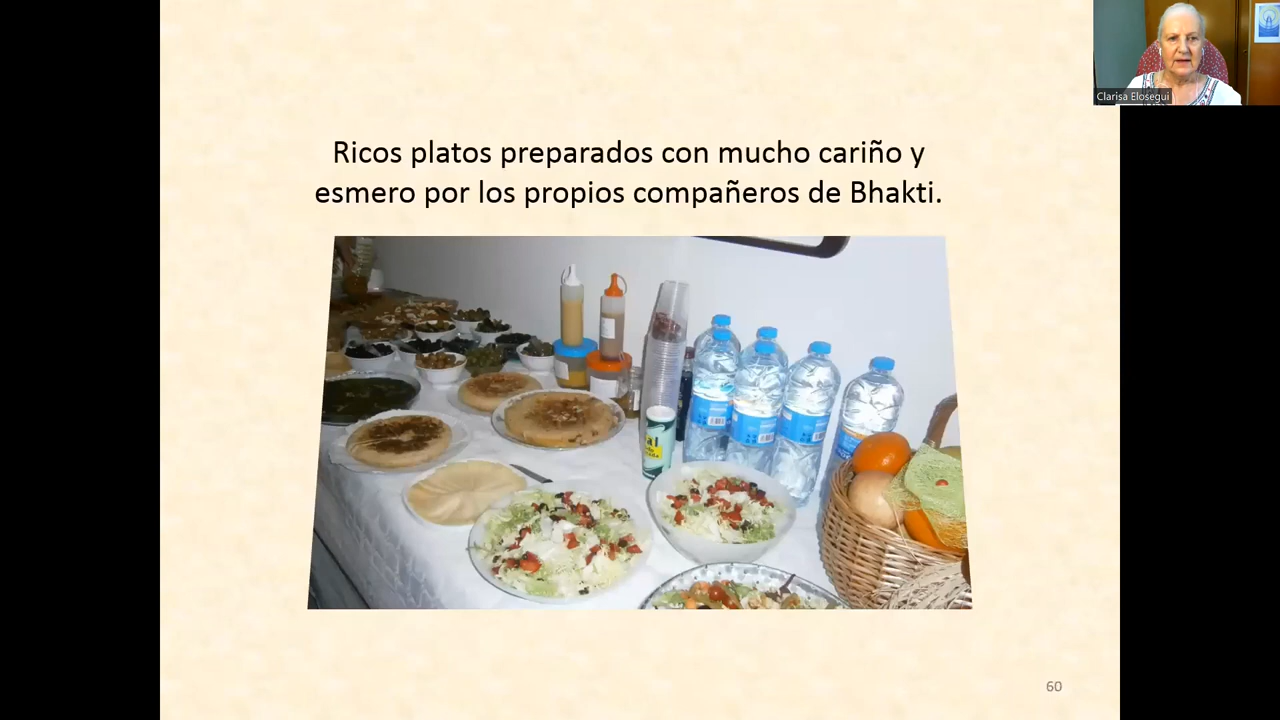 Clarisa Elosegui
Ricos platos preparados con mucho cariño y
esmero por los propios compañeros de Bhakti.
60